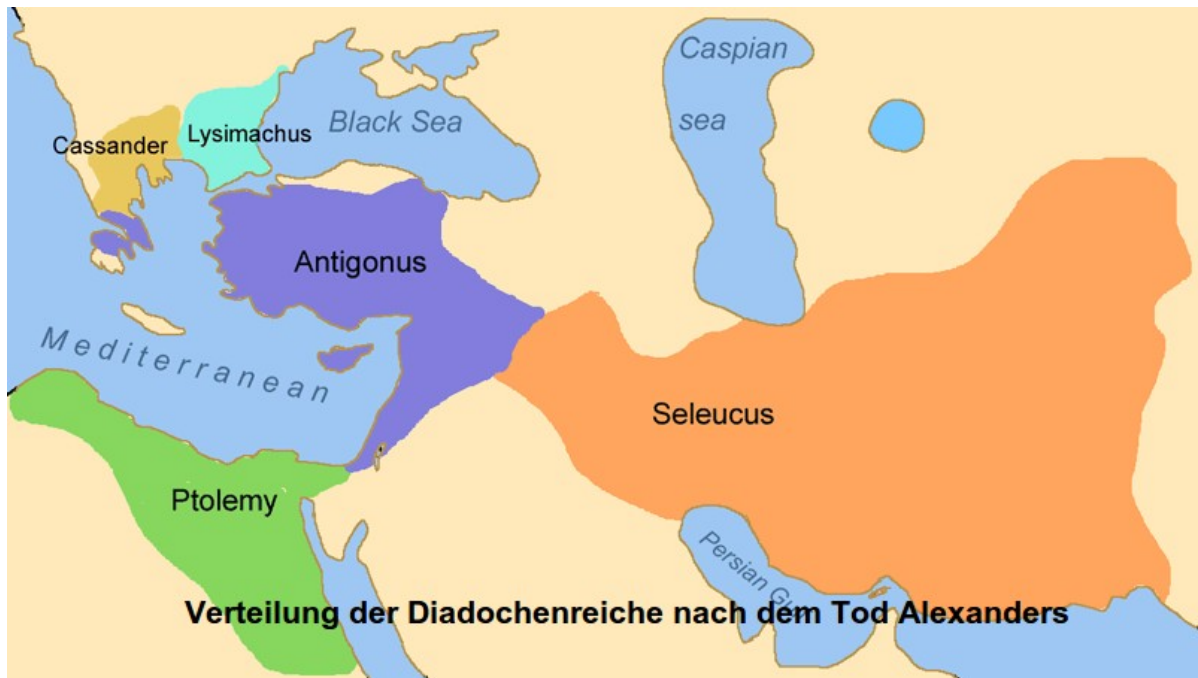 Caspian
sea
Black Sea
Lysimachus
Cassander
Antigonus
Mediterranean
Seleucus
Ptolemy
Persian
Verteilung der Diadochenreiche nach dem Tod Alexanders